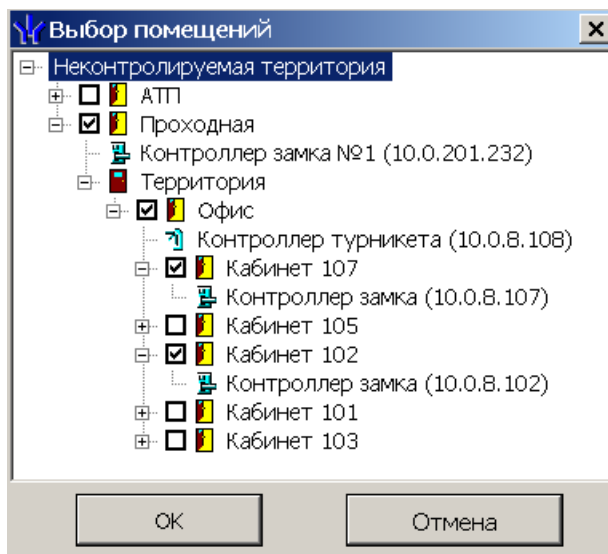 Выбор помещений
Неконтролируемая территория
АТП
Проходная
Контроллер замка №1 (10.0.201.232)
Территория
Офис
Контроллер турникета (10.0.8.108)
Кабинет 107
Контроллер замка (10.0.8.107)
Кабинет 105
Кабинет 102
Контроллер замка (10.0.8.102)
Кабинет 101
Кабинет 103
ОК
Отмена